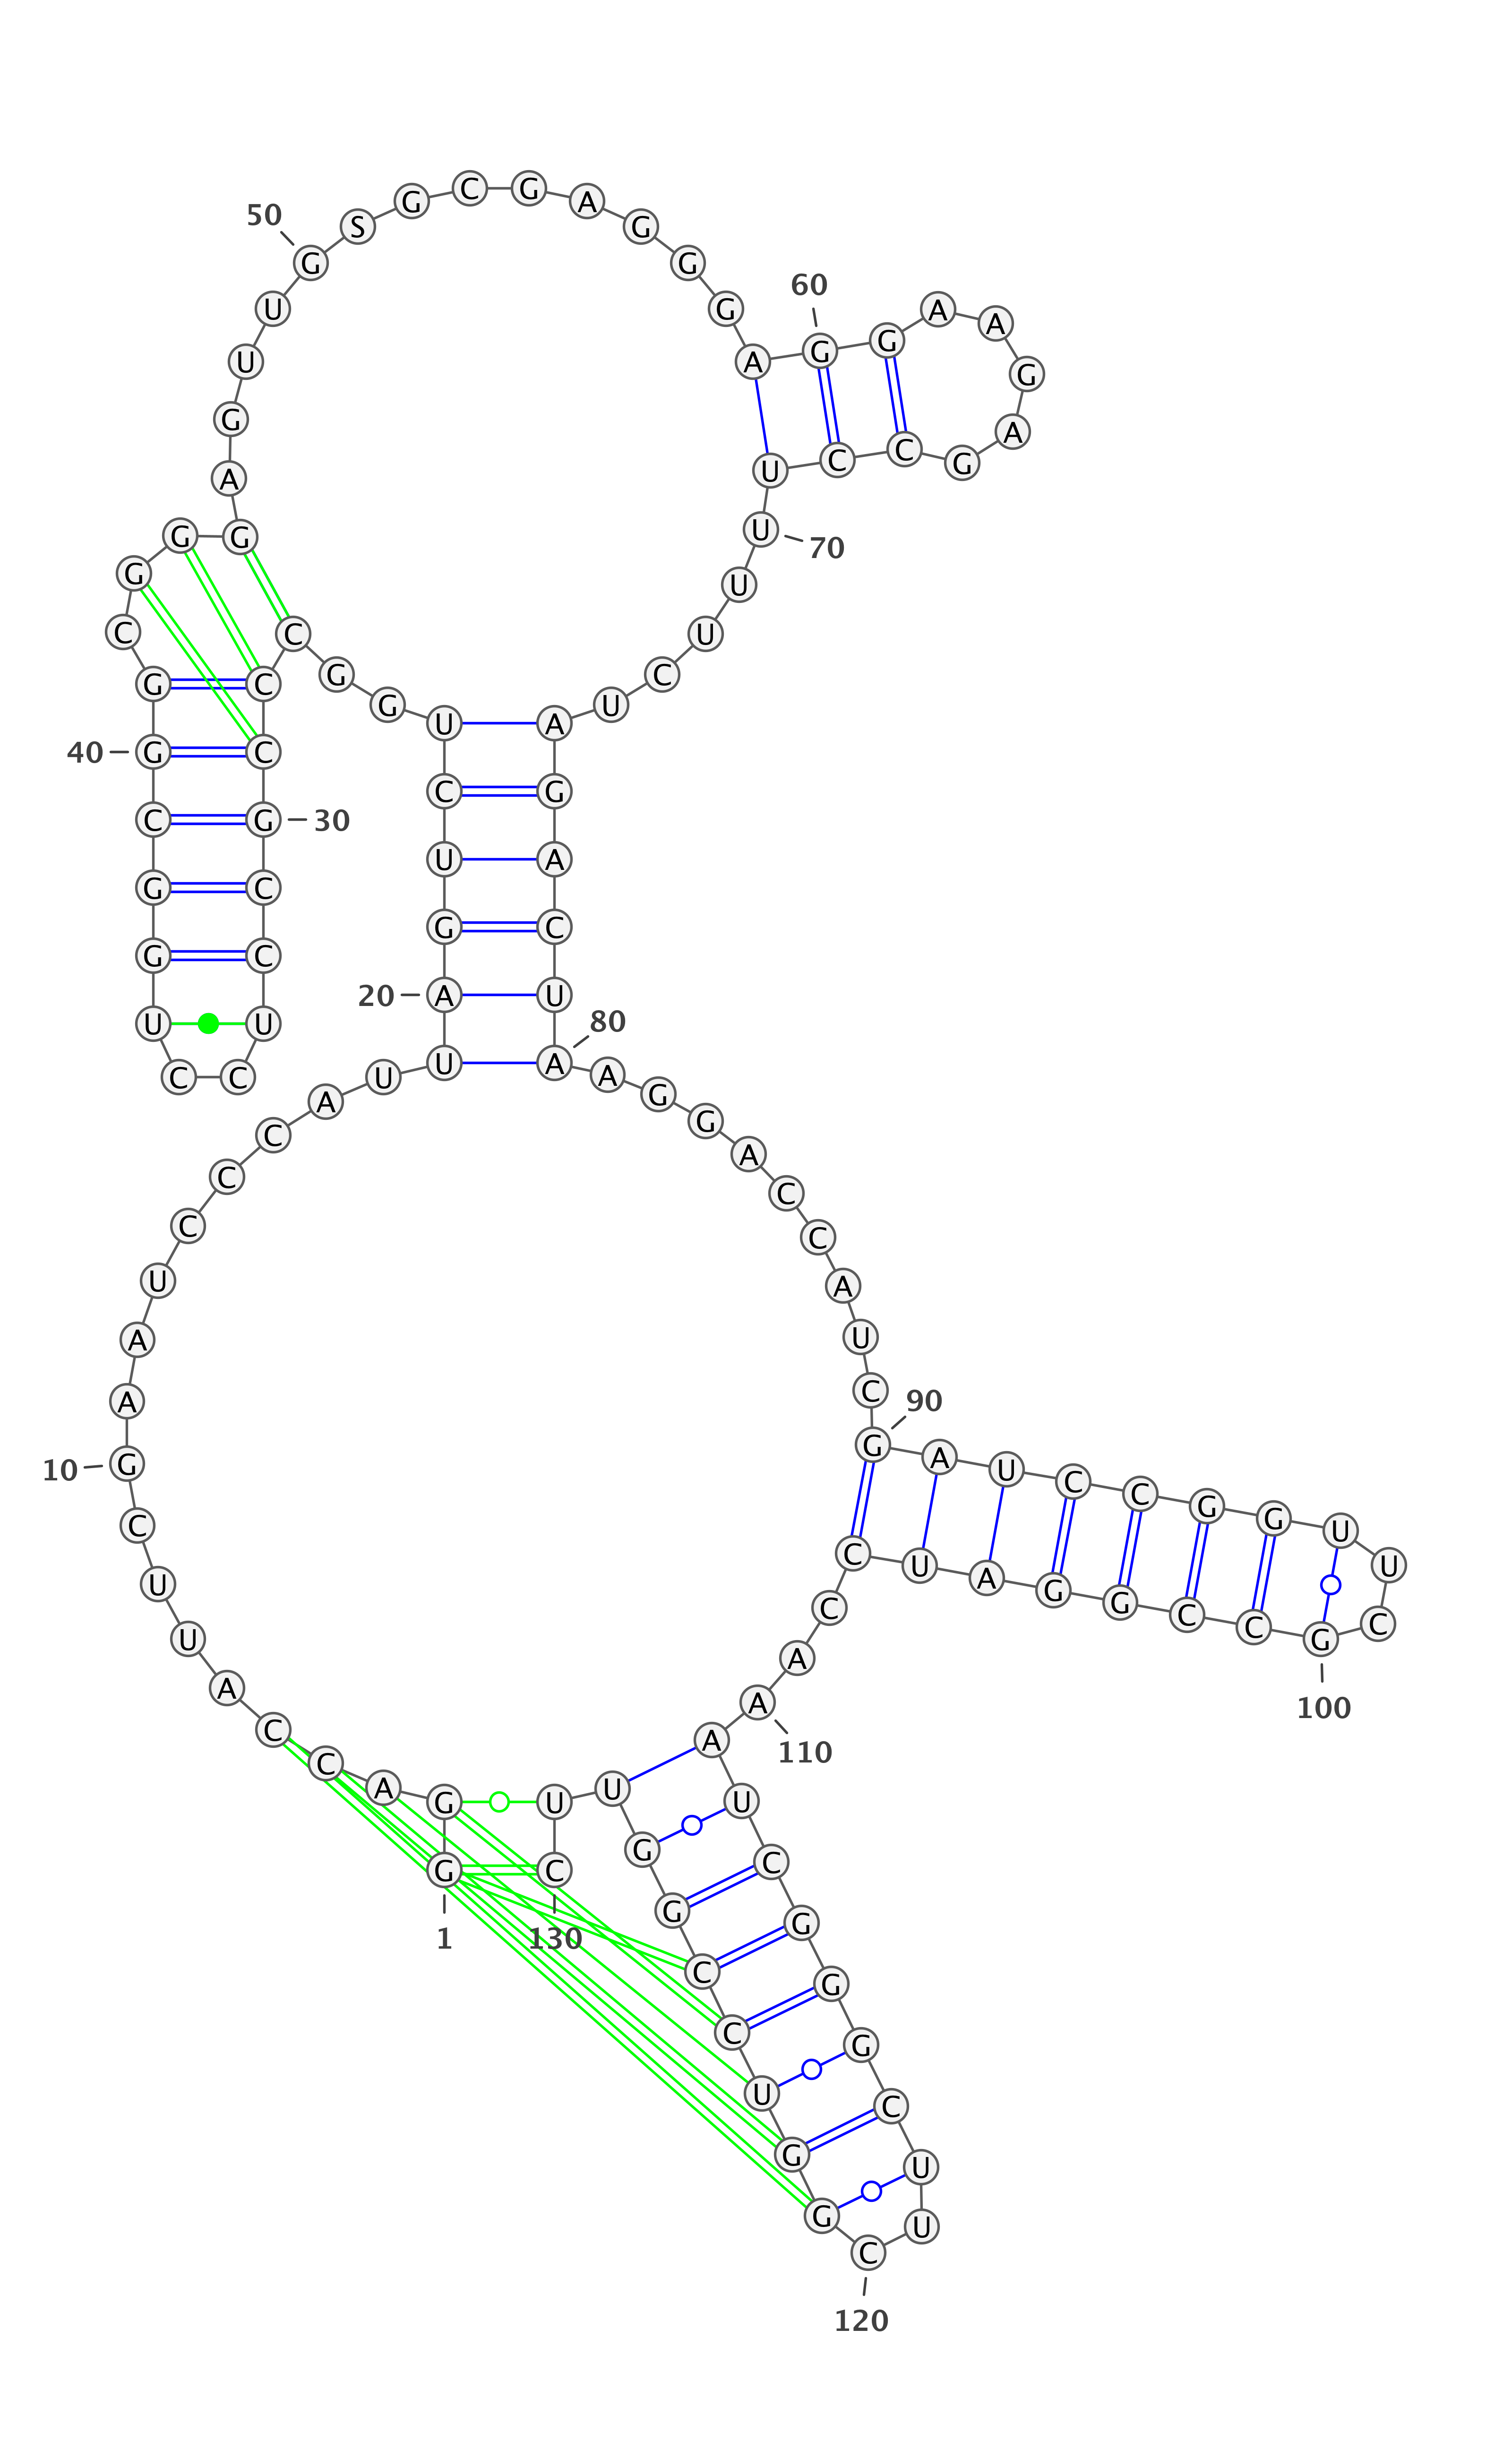 1
G G A C C A U U C
10
G A A U C C C A U U
20
A G U C U G G C C C
30
G C C U C C U G G C
40
G G C G G G A G U U
50
G S G C G A G G G A
60
G G A A G A G C C U
70
U U U C U A G A C U
80
A A G G A C C A U C
90
G A U C C G G U U C
100
G C C G G A U C C A
110
A A U C G G G C U U
120
C G G U C C G G U U
130
C